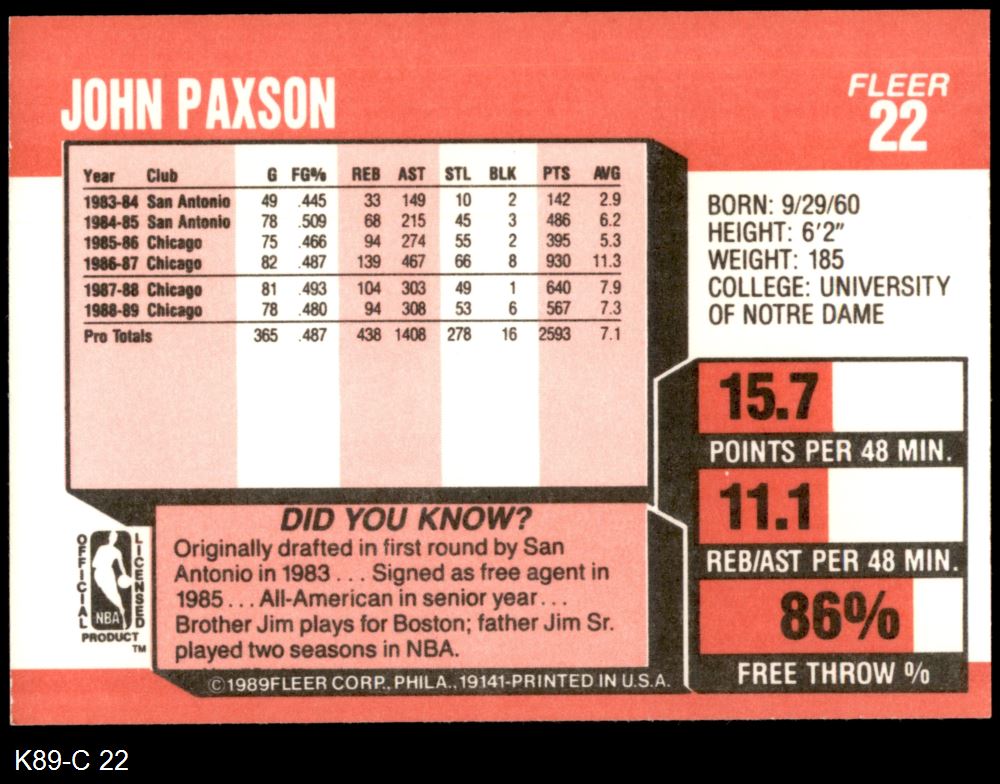 JOHN PAXSON
FLEER
22
Year Club G FG% REB AST STL BLK PTS AVG
1983-84 San Antonio 49 .445 33 149 10 2 142 2.9
1984-85 San Antonio 78 .509 68 215 45 3 486 6.2
1985-86 Chicago 75 .466 94 274 55 2 395 5.3
1986-87 Chicago 82 .487 139 467 66 8 930 11.3
1987-88 Chicago 81 .493 104 303 49 1 640 7.9
1988-89 Chicago 78 .480 94 308 53 6 567 7.3
Pro Totals 365 .487 438 1408 278 16 2593 7.1
BORN: 9/29/60
HEIGHT: 6'2"
WEIGHT: 185
COLLEGE: UNIVERSITY
OF NOTRE DAME
15.7
POINTS PER 48 MIN.
11.1
REB/AST PER 48 MIN.
86%
FREE THROW %
DID YOU KNOW?
Originally drafted in first round by San
Antonio in 1983 . . . Signed as free agent in
1985 . . . All-American in senior year . . .
Brother Jim plays for Boston; father Jim Sr.
played two seasons in NBA.
OFFICIAL LICENSED
NBA
PRODUCT
TM
©1989 FLEER CORP., PHILA., 19141-PRINTED IN U.S.A.
K89-C 22